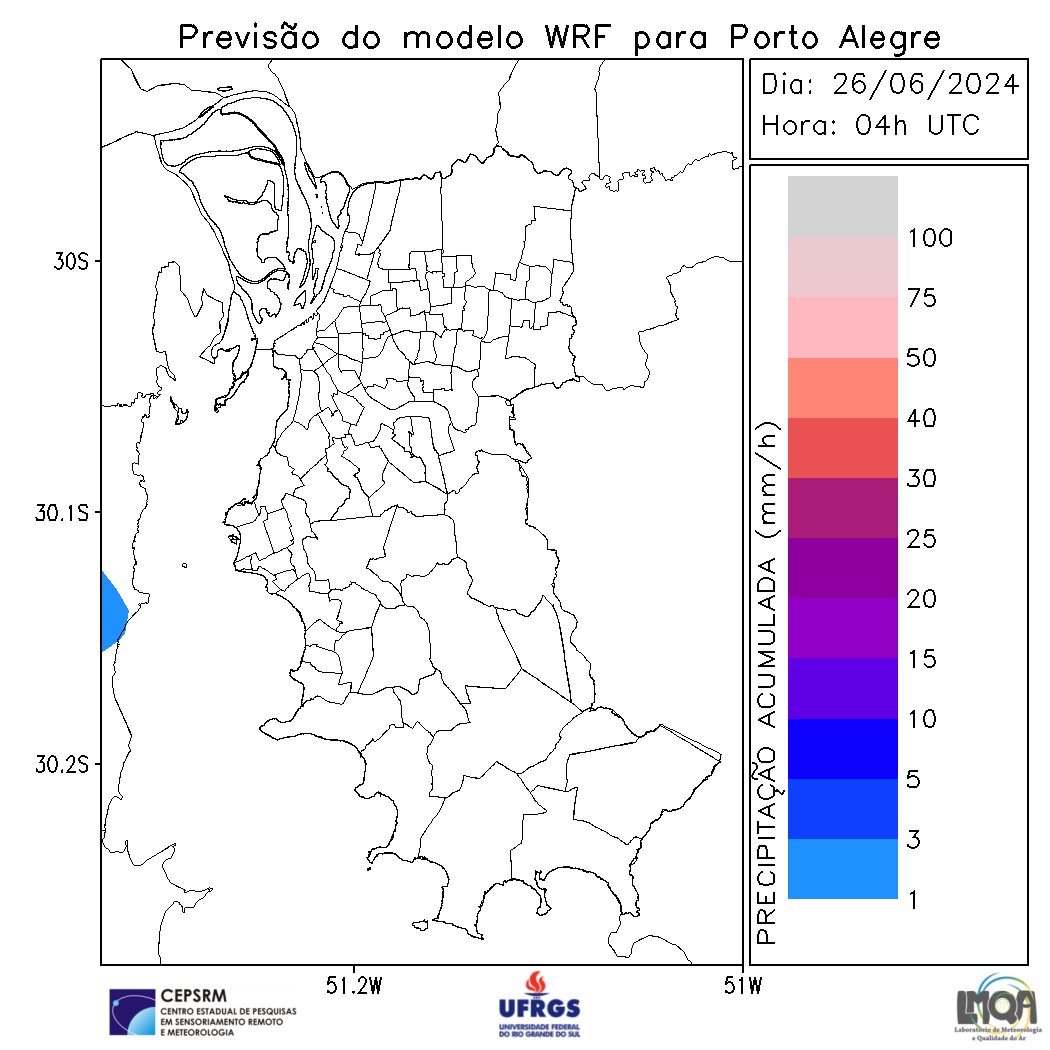 Previsão do modelo WRF para Porto Alegre
Dia: 26/06/2024
Hora: 04h UTC
30S
30.1S
30.2S
51.2W
51W
PRECIPITAÇÃO ACUMULADA (mm/h)
100
75
50
40
30
25
20
15
10
5
3
1
CEPSRM
CENTRO ESTADUAL DE PESQUISAS
EM SENSORIAMENTO REMOTO
E METEOROLOGIA
UFRGS
UNIVERSIDADE FEDERAL
DO RIO GRANDE DO SUL
LMQA
Laboratório de Meteorologia
e Qualidade do Ar